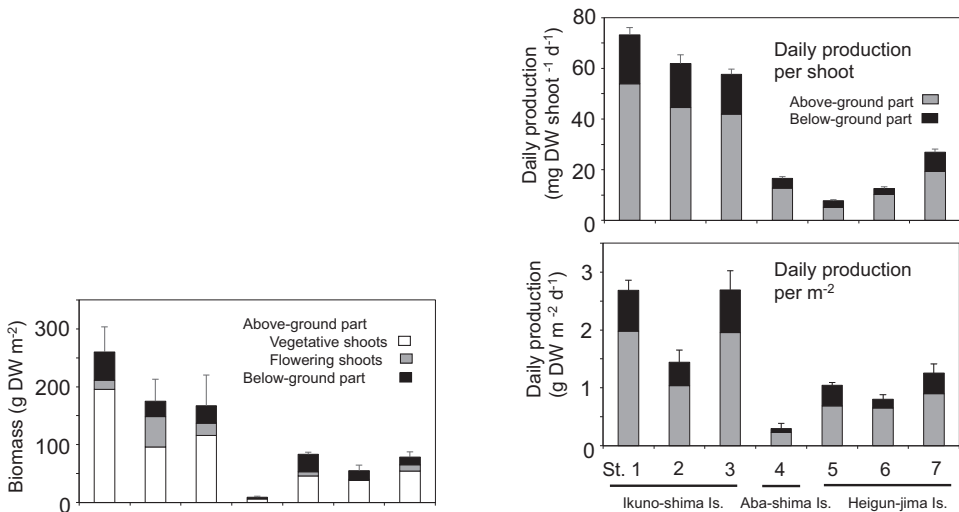 Biomass (g DW m-2)
300
200
100
0
Above-ground part
Vegetative shoots
Flowering shoots
Below-ground part
Daily production
(mg DW shoot -1 d-1)
80
60
40
20
0
Daily production
per shoot
Above-ground part
Below-ground part
Daily production
(g DW m -2 d-1)
3
2
1
0
Daily production
per m-2
St. 1 2 3 4 5 6 7
Ikuno-shima Is. Aba-shima Is. Heigun-jima Is.